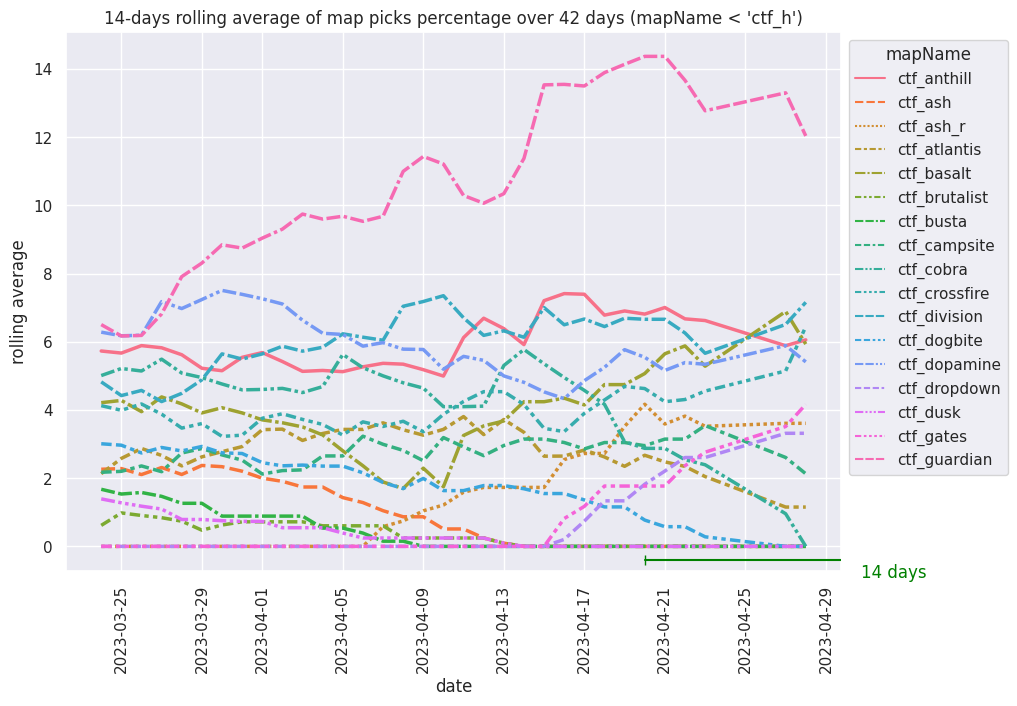 14-days rolling average of map picks percentage over 42 days (mapName < 'ctf_h')
rolling average
14
12
10
8
6
4
2
0
2023-03-25
2023-03-29
2023-04-01
2023-04-05
2023-04-09
2023-04-13
2023-04-17
2023-04-21
2023-04-25
2023-04-29
date
14 days
mapName
ctf_anthill
ctf_ash
ctf_ash_r
ctf_atlantis
ctf_basalt
ctf_brutalist
ctf_busta
ctf_campsite
ctf_cobra
ctf_crossfire
ctf_division
ctf_dogbite
ctf_dopamine
ctf_dropdown
ctf_dusk
ctf_gates
ctf_guardian